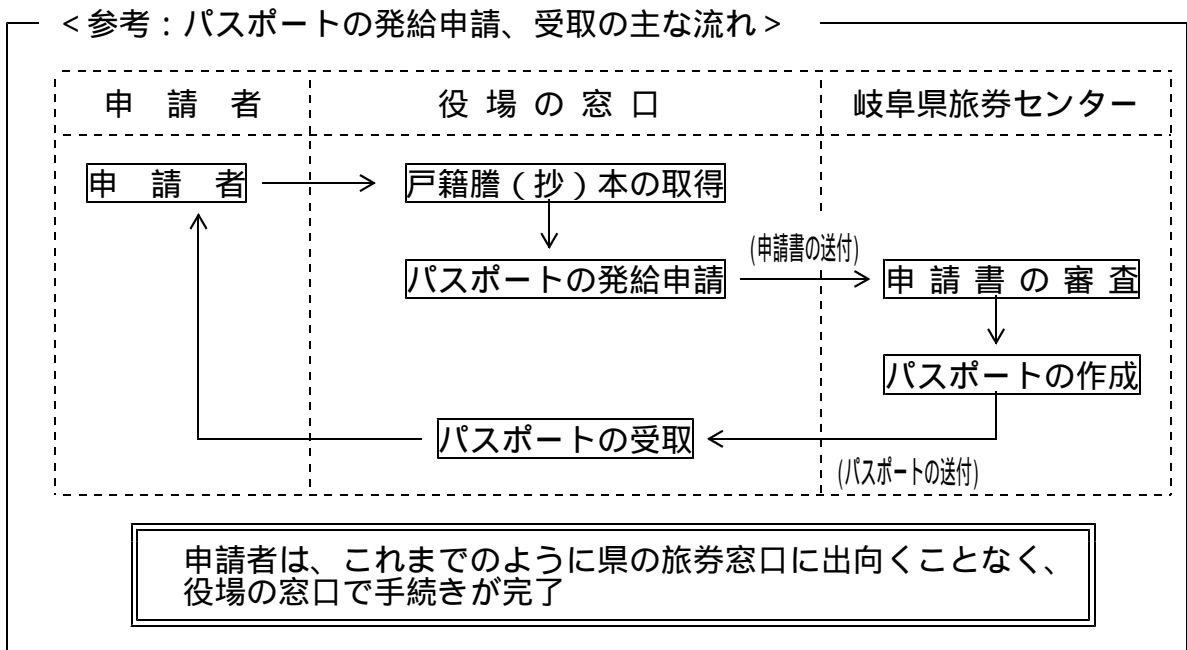 ＜参考：パスポートの発給申請、受取の主な流れ＞
申　請　者　役 場 の 窓 口　岐阜県旅券センター
申　請　者　戸籍謄（抄）本の取得
(申請書の送付)
パスポートの発給申請　申 請 書 の 審 査
パスポートの作成
パスポートの受取
(パスポートの送付)
申請者は、これまでのように県の旅券窓口に出向くことなく、
役場の窓口で手続きが完了